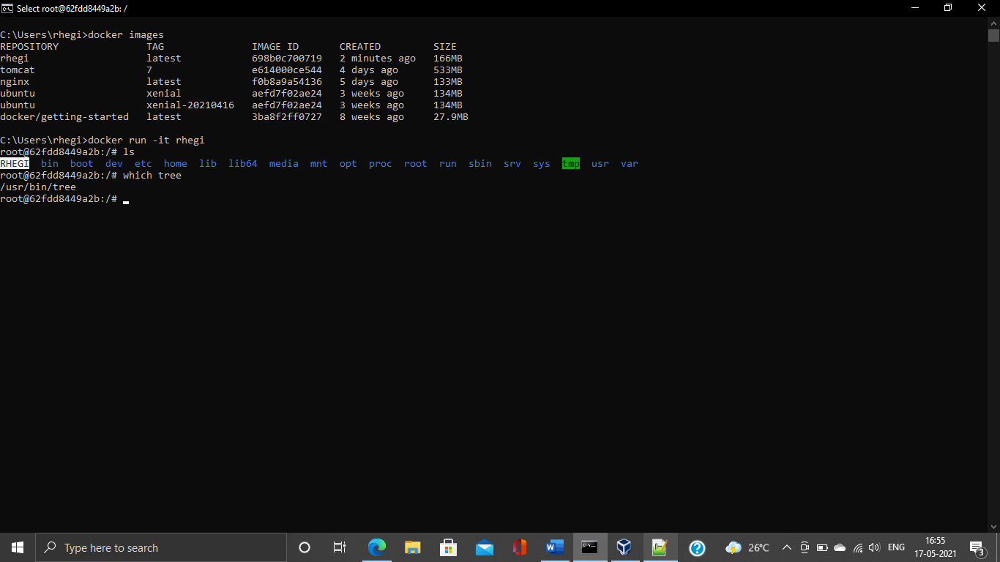 Select root@62fdd8449a2b: /
C:\Users\rhegi>docker images
REPOSITORY               TAG               IMAGE ID       CREATED         SIZE
rhegi                    latest            698b0c700719   2 minutes ago   166MB
tomcat                   7                 e614000ce544   4 days ago      533MB
nginx                    latest            f0b8a9a54136   5 days ago      133MB
ubuntu                   xenial            aefd7f02ae24   3 weeks ago     134MB
ubuntu                   xenial-20210416   aefd7f02ae24   3 weeks ago     134MB
docker/getting-started   latest            3ba8f2ff0727   8 weeks ago     27.9MB
C:\Users\rhegi>docker run -it rhegi
root@62fdd8449a2b:/# ls
RHEGI  bin  boot  dev  etc  home  lib  lib64  media  mnt  opt  proc  root  run  sbin  srv  sys  tmp  usr  var
root@62fdd8449a2b:/# which tree
/usr/bin/tree
root@62fdd8449a2b:/#
Type here to search
26°C
ENG
16:55
17-05-2021
3